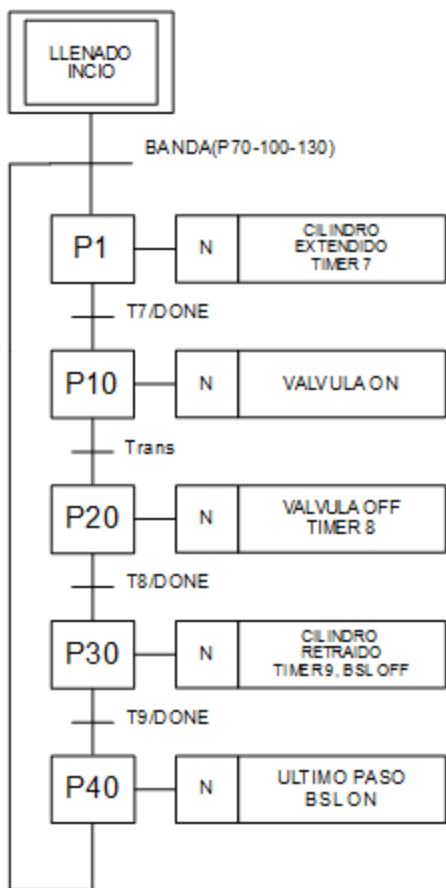 LLENADO
INCIO
BANDA(P70-100-130)
P1
N
CILINDRO
EXTENDIDO
TIMER 7
T7/DONE
P10
N
VALVULA ON
Trans
P20
N
VALVULA OFF
TIMER 8
T8/DONE
P30
N
CILINDRO
RETRAIDO
TIMER9, BSL OFF
T9/DONE
P40
N
ULTIMO PASO
BSL ON